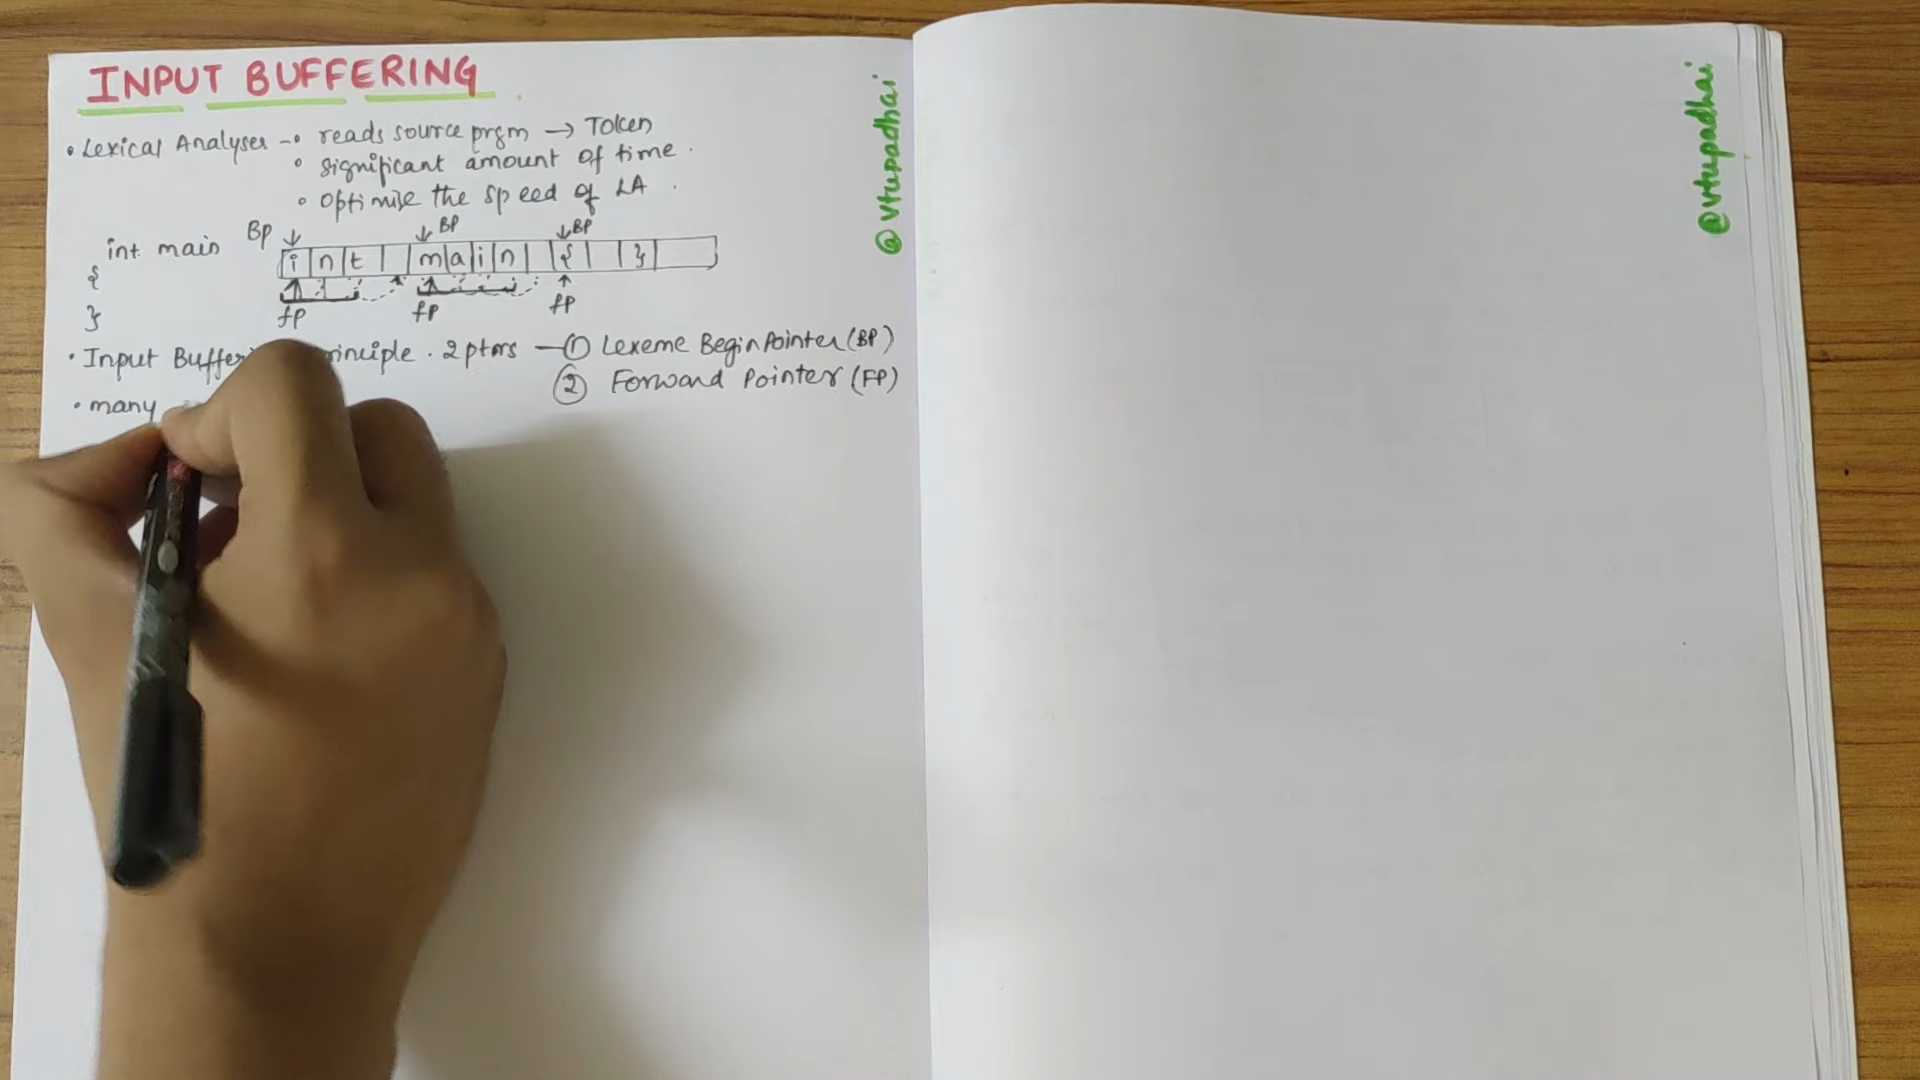 INPUT BUFFERING
• Lexical Analyser - • reads source prgm → Token
• significant amount of time.
• optimize the speed of LA.
int main
{
}
BP ↓ ↓ BP ↓ BP
i n t m a i n { }
fp fp fp
• Input principle. 2 ptrs - ① Lexeme Begin Pointer (BP)
② Forward Pointer (FP)
• many
@vtupadhai
@vtupadhai